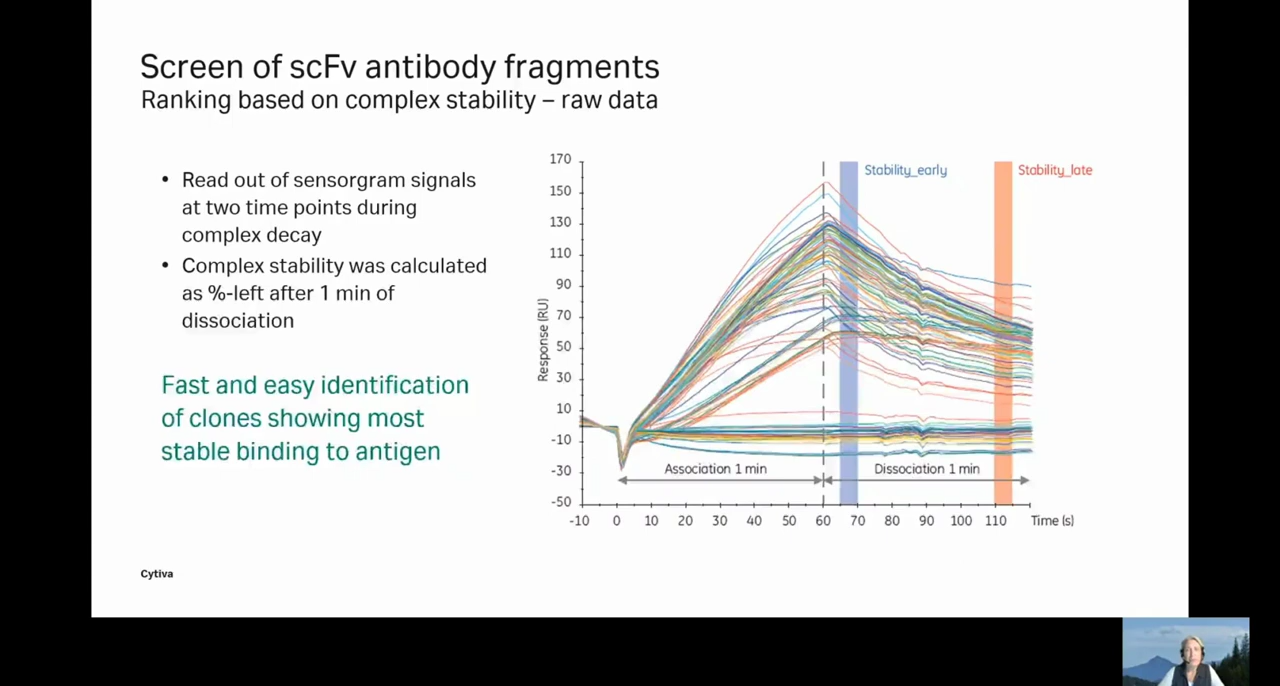 Screen of scFv antibody fragments
Ranking based on complex stability – raw data
• Read out of sensorgram signals
at two time points during
complex decay
• Complex stability was calculated
as %-left after 1 min of
dissociation
Fast and easy identification
of clones showing most
stable binding to antigen
Response (RU)
170
150
130
110
90
70
50
30
10
-10
-30
-50
Stability_early
Stability_late
Association 1 min
Dissociation 1 min
-10 0 10 20 30 40 50 60 70 80 90 100 110 Time (s)
Cytiva